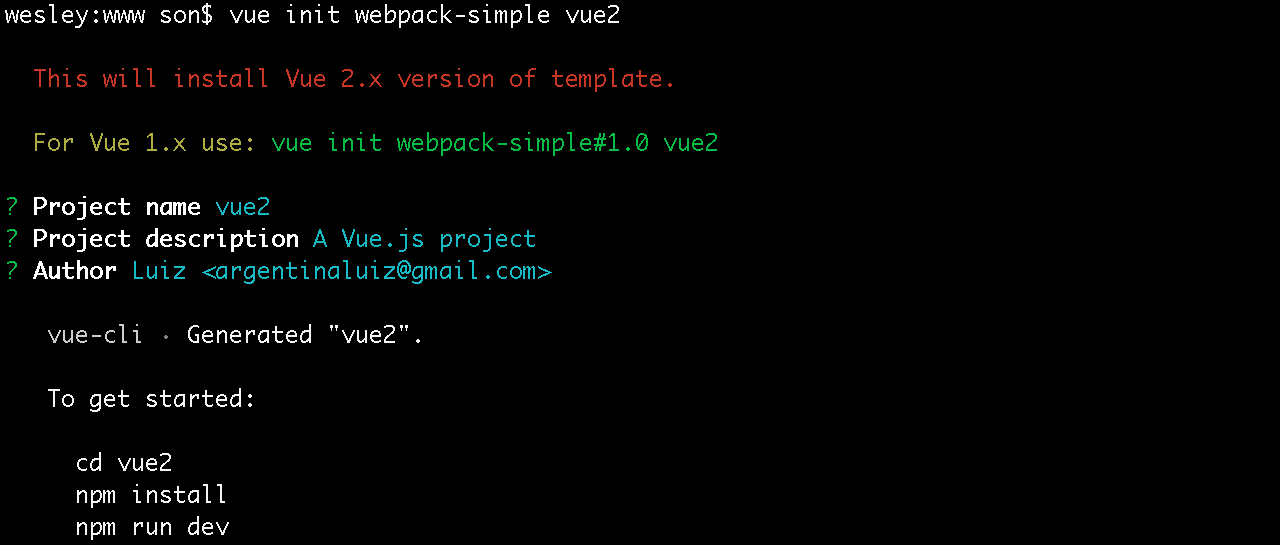 wesley:www son$ vue init webpack-simple vue2
This will install Vue 2.x version of template.
For Vue 1.x use: vue init webpack-simple#1.0 vue2
? Project name vue2
? Project description A Vue.js project
? Author Luiz <argentinaluiz@gmail.com>
vue-cli · Generated "vue2".
To get started:
cd vue2
npm install
npm run dev